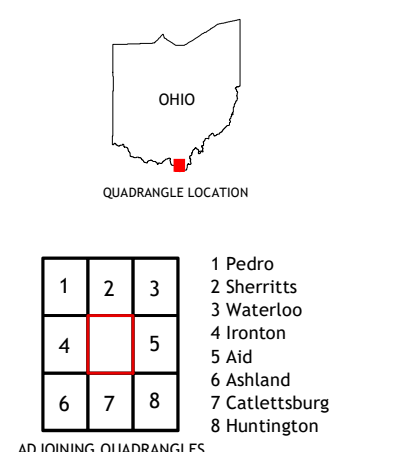 OHIO
QUADRANGLE LOCATION
1 2 3
4 5
6 7 8
1 Pedro
2 Sherritts
3 Waterloo
4 Ironton
5 Aid
6 Ashland
7 Catlettsburg
8 Huntington
ADJOINING QUADRANGLES